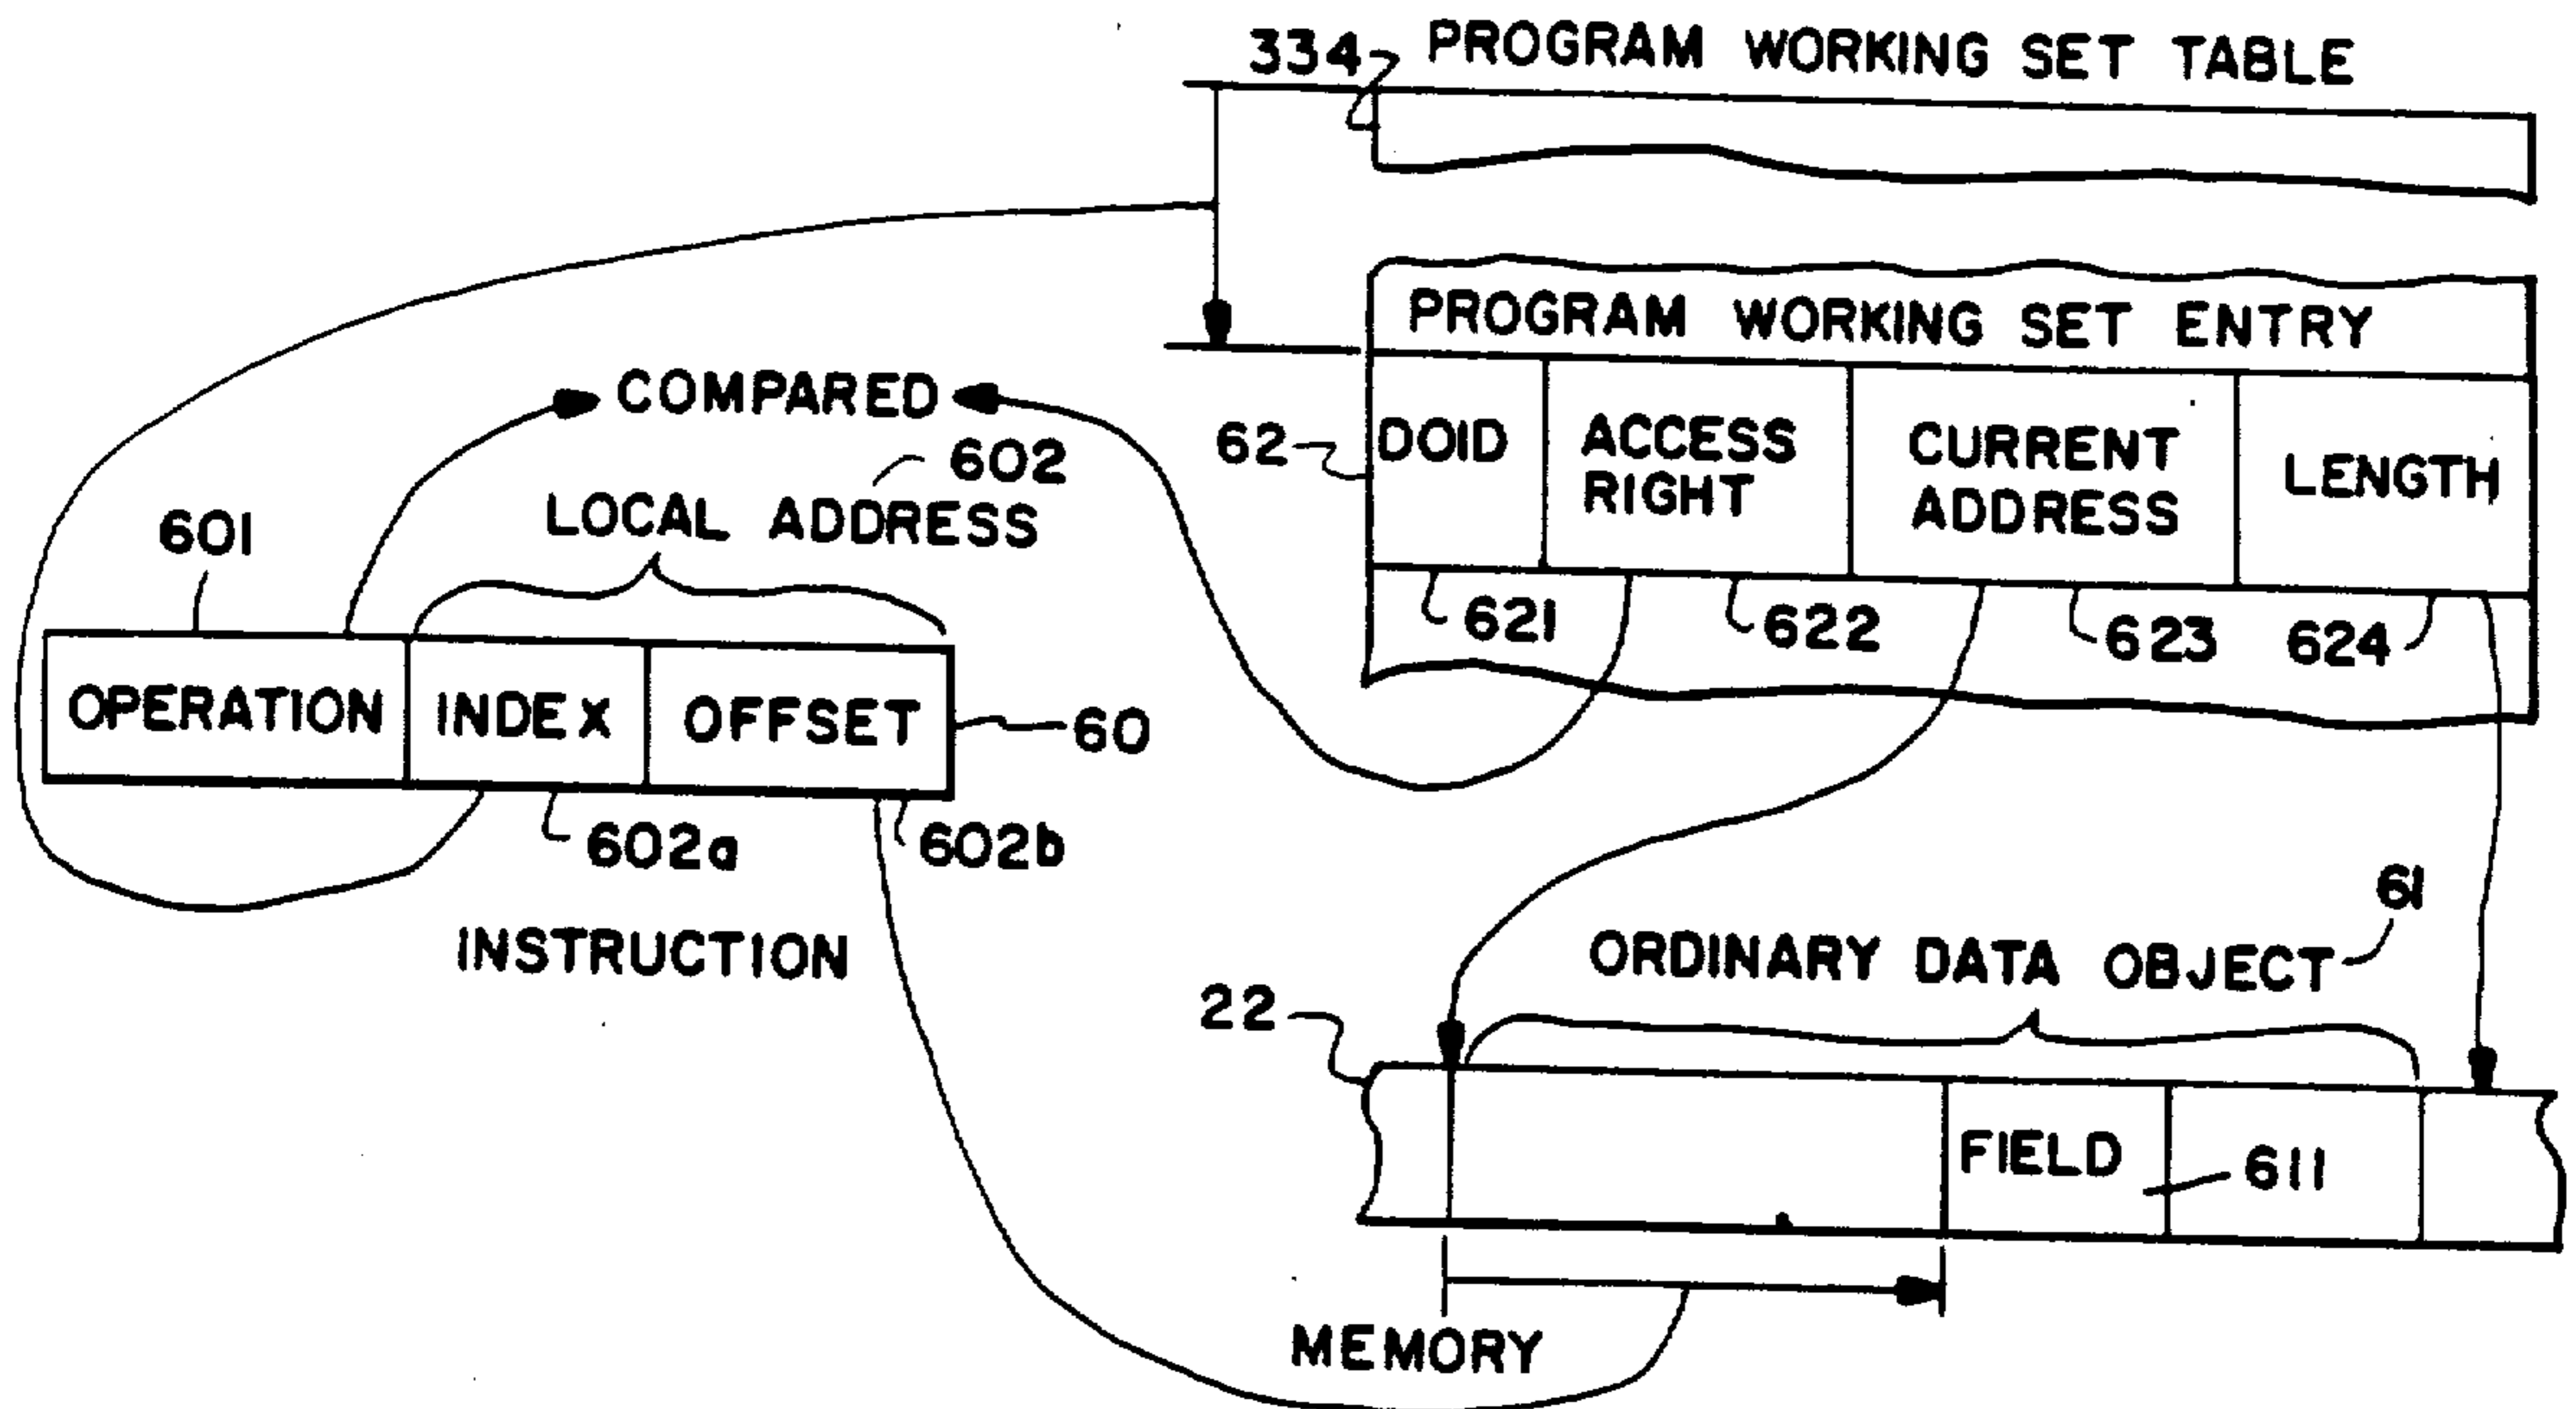 334 PROGRAM WORKING SET TABLE
PROGRAM WORKING SET ENTRY
62 DOID ACCESS RIGHT CURRENT ADDRESS LENGTH
621 622 623 624
COMPARED
602
LOCAL ADDRESS
601
OPERATION INDEX OFFSET 60
602a 602b
INSTRUCTION
61
ORDINARY DATA OBJECT
22
FIELD 611
MEMORY